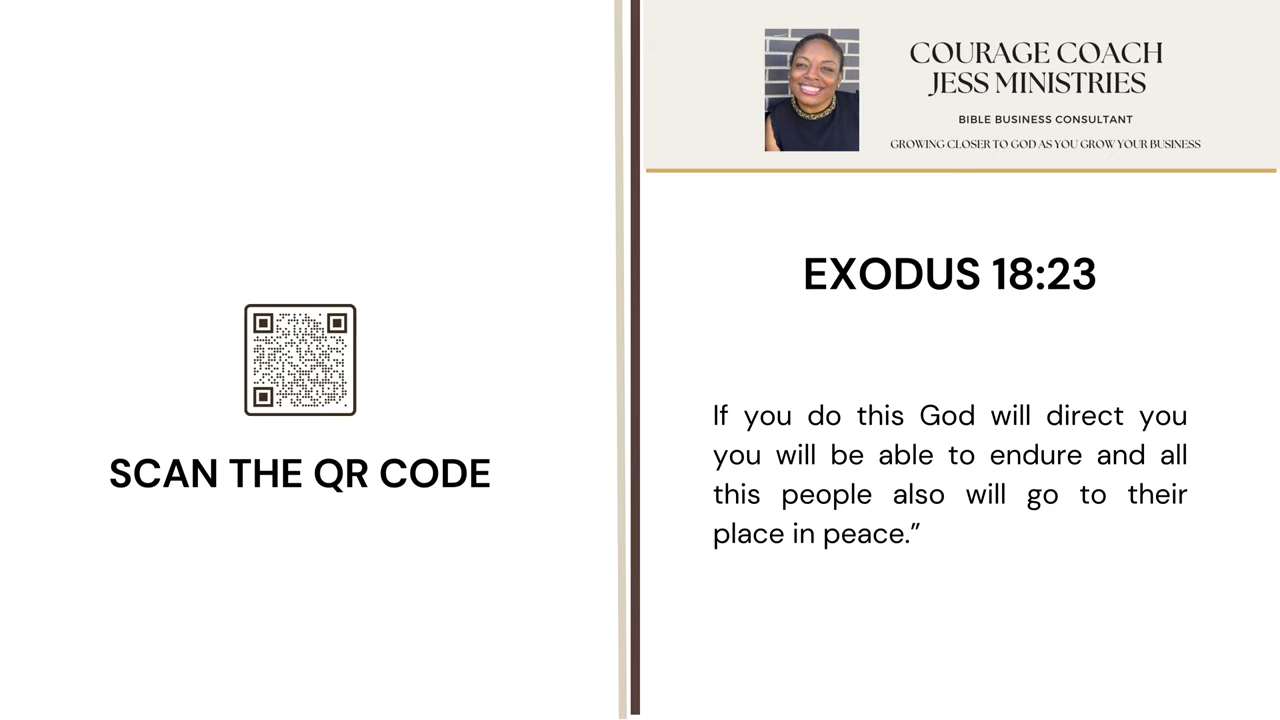 SCAN THE QR CODE
COURAGE COACH
JESS MINISTRIES
BIBLE BUSINESS CONSULTANT
GROWING CLOSER TO GOD AS YOU GROW YOUR BUSINESS
EXODUS 18:23
If you do this God will direct you
you will be able to endure and all
this people also will go to their
place in peace.”